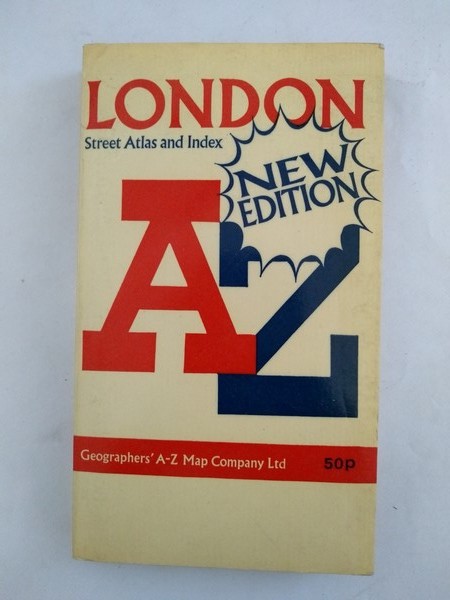 LONDON
Street Atlas and Index
NEW
EDITION
A Z
Geographers' A-Z Map Company Ltd 50p